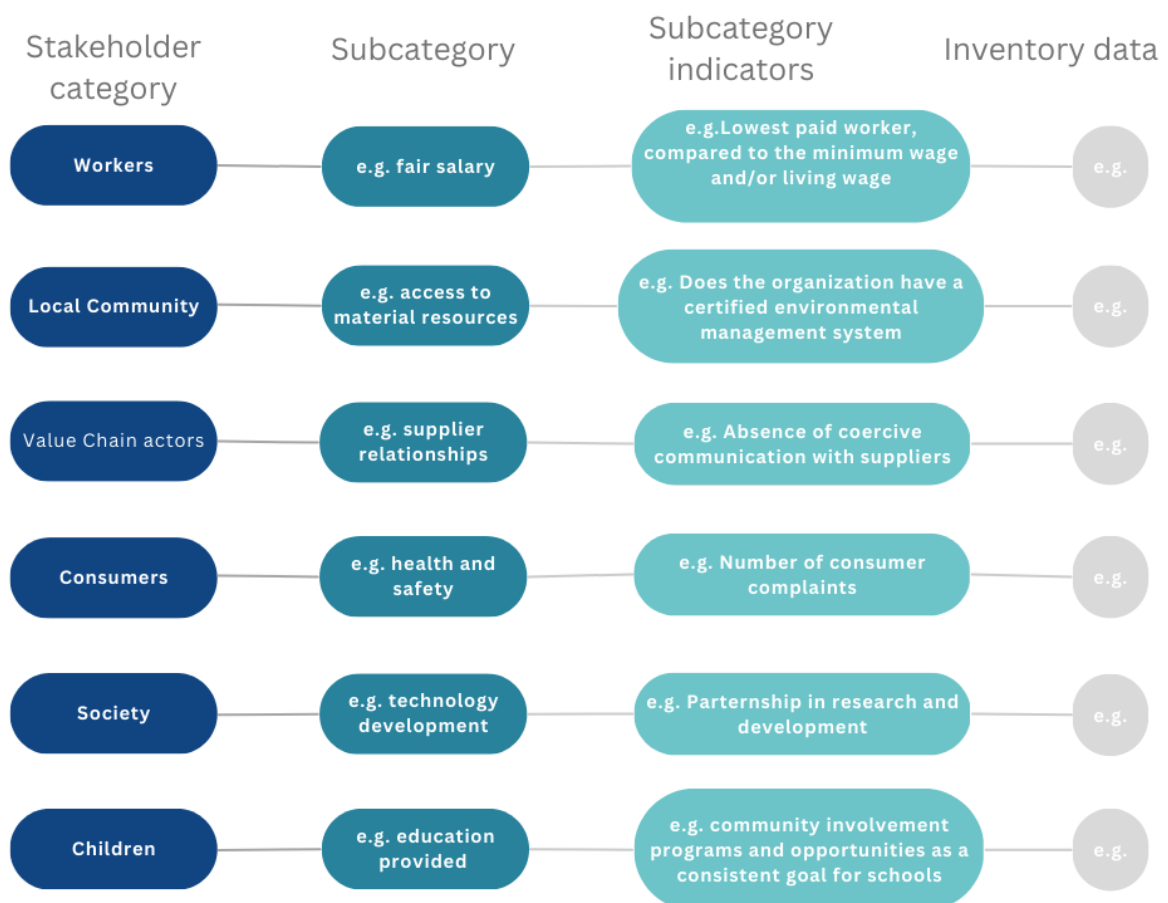 Stakeholder
category
Subcategory
Subcategory
indicators
Inventory data
Workers
e.g. fair salary
e.g.Lowest paid worker,
compared to the minimum wage
and/or living wage
e.g.
Local Community
e.g. access to
material resources
e.g. Does the organization have a
certified environmental
management system
e.g.
Value Chain actors
e.g. supplier
relationships
e.g. Absence of coercive
communication with suppliers
e.g.
Consumers
e.g. health and
safety
e.g. Number of consumer
complaints
e.g.
Society
e.g. technology
development
e.g. Parternship in research and
development
e.g.
Children
e.g. education
provided
e.g. community involvement
programs and opportunities as a
consistent goal for schools
e.g.